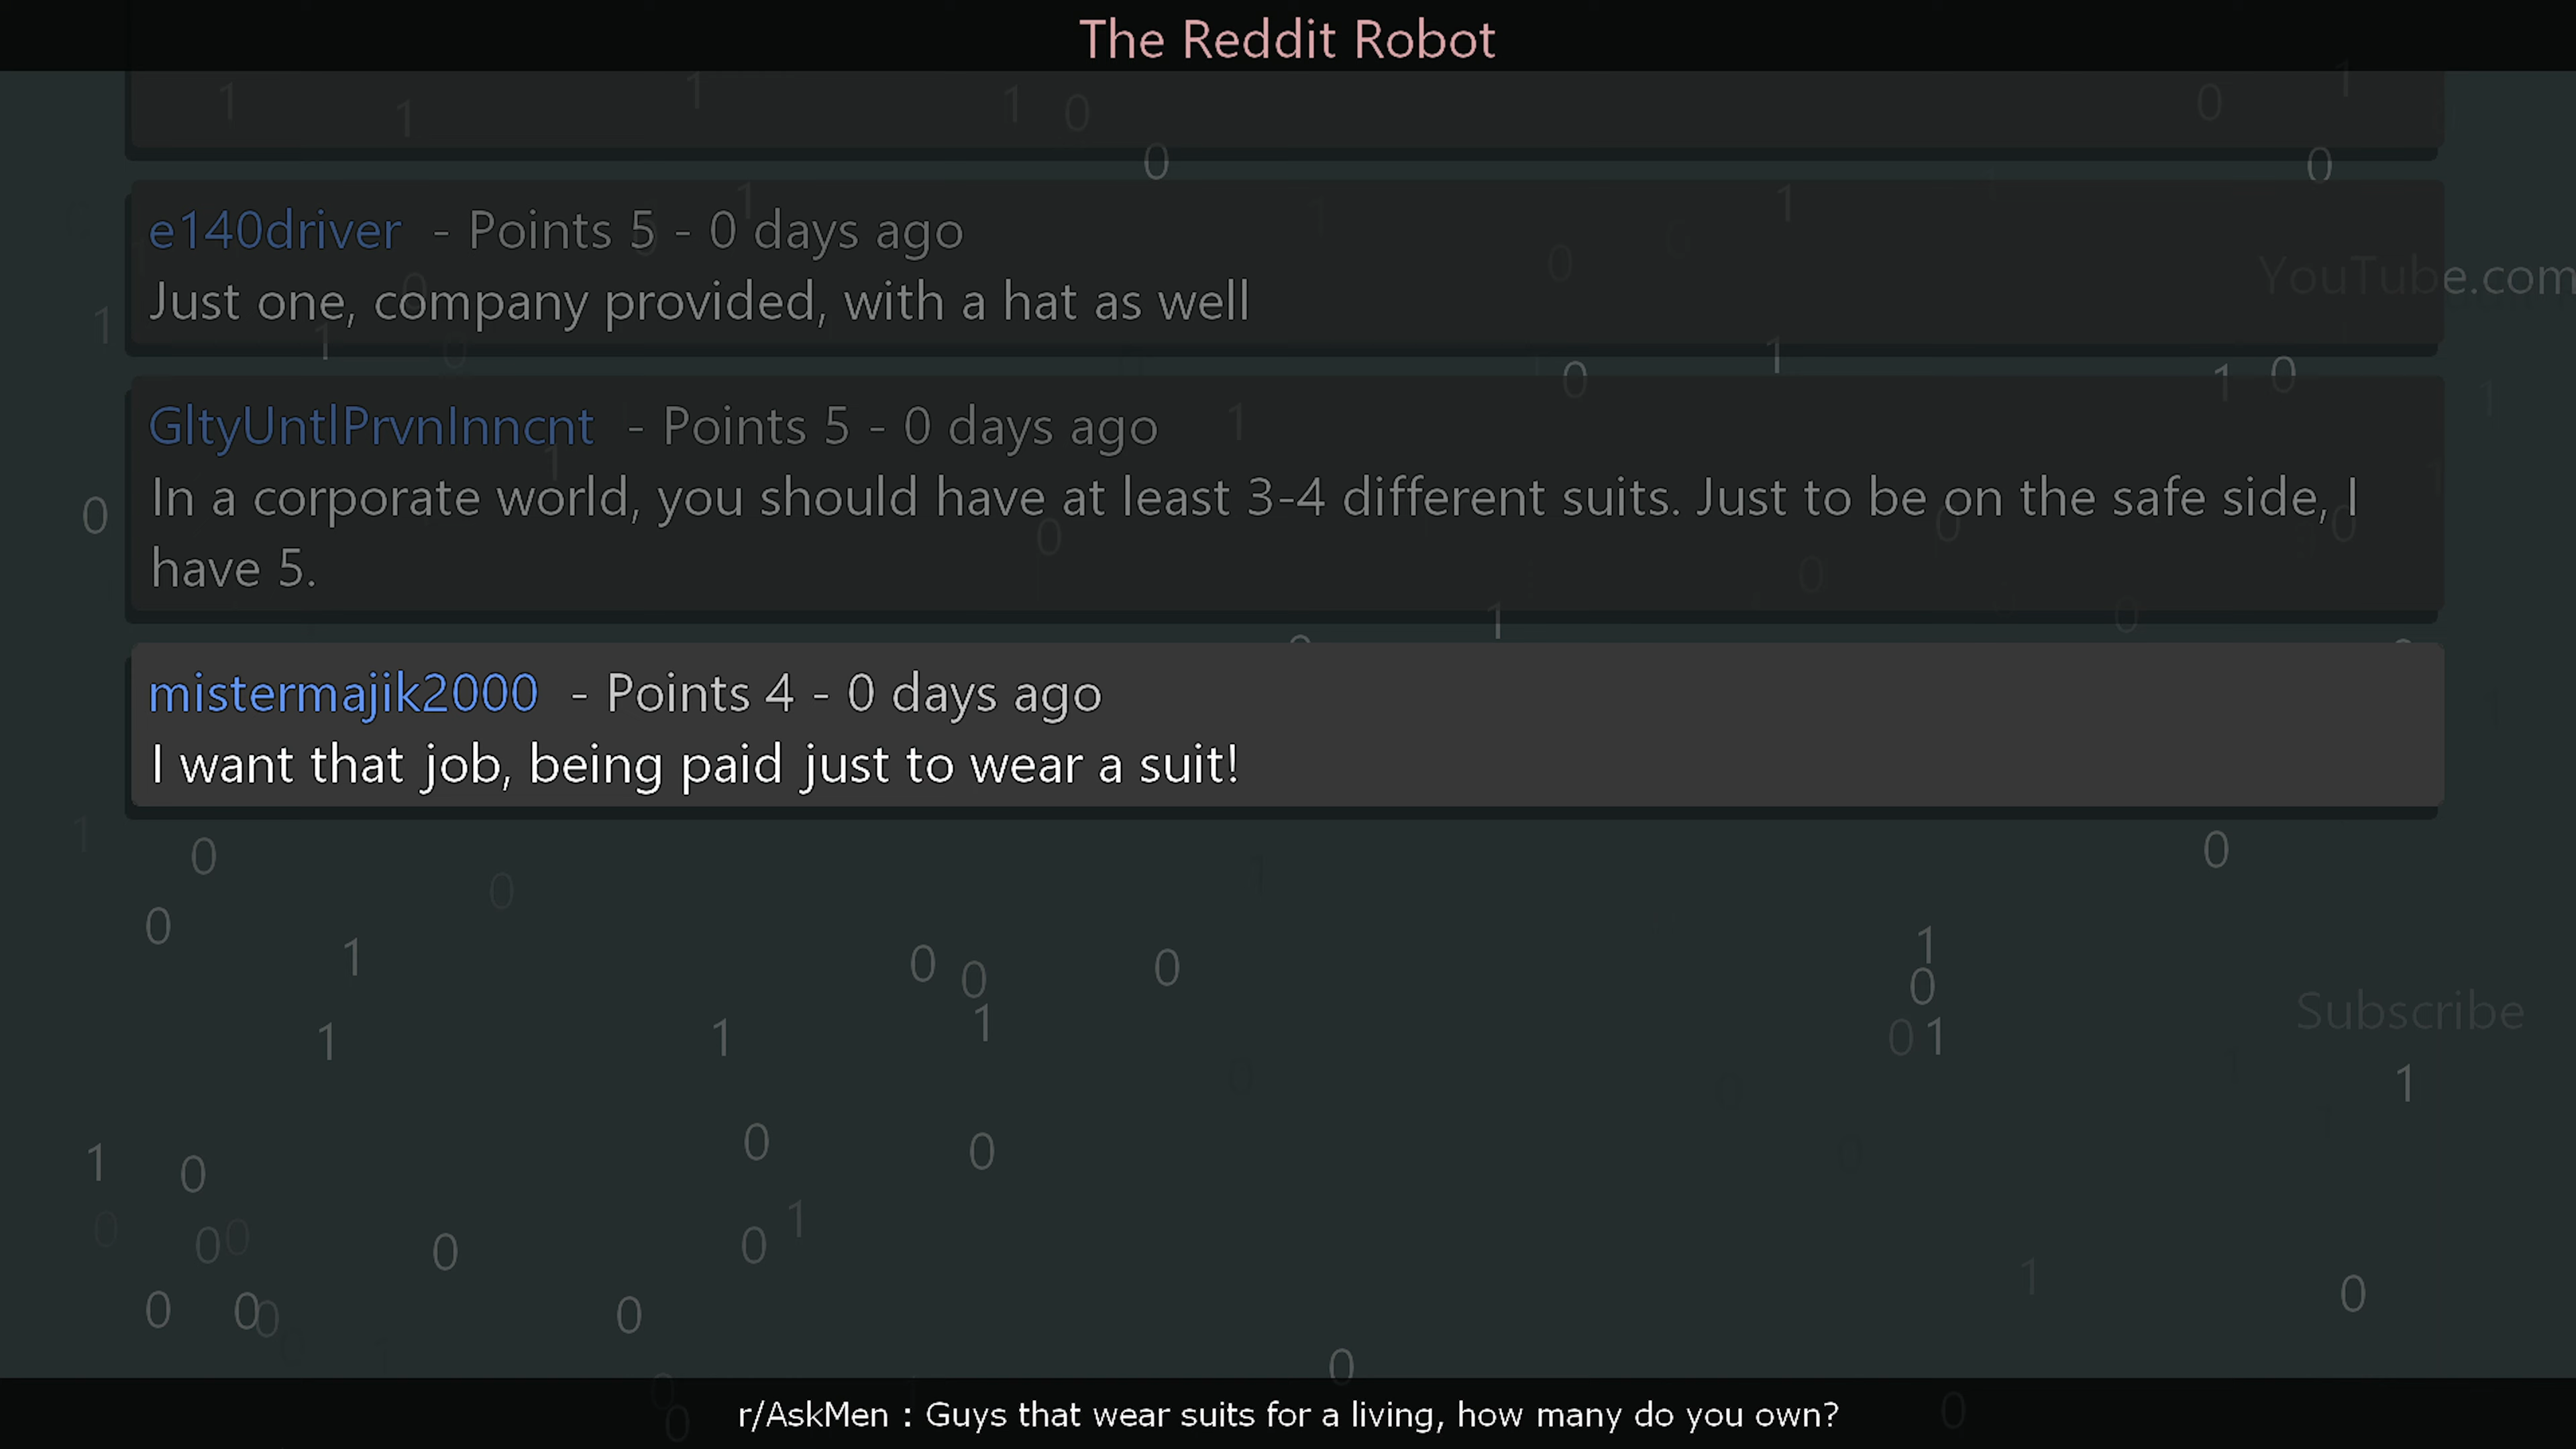 The Reddit Robot
e140driver - Points 5 - 0 days ago
Just one, company provided, with a hat as well
YouTube.com
GltyUntlPrvnInncnt - Points 5 - 0 days ago
In a corporate world, you should have at least 3-4 different suits. Just to be on the safe side, I
have 5.
mistermajik2000 - Points 4 - 0 days ago
I want that job, being paid just to wear a suit!
Subscribe
r/AskMen : Guys that wear suits for a living, how many do you own?